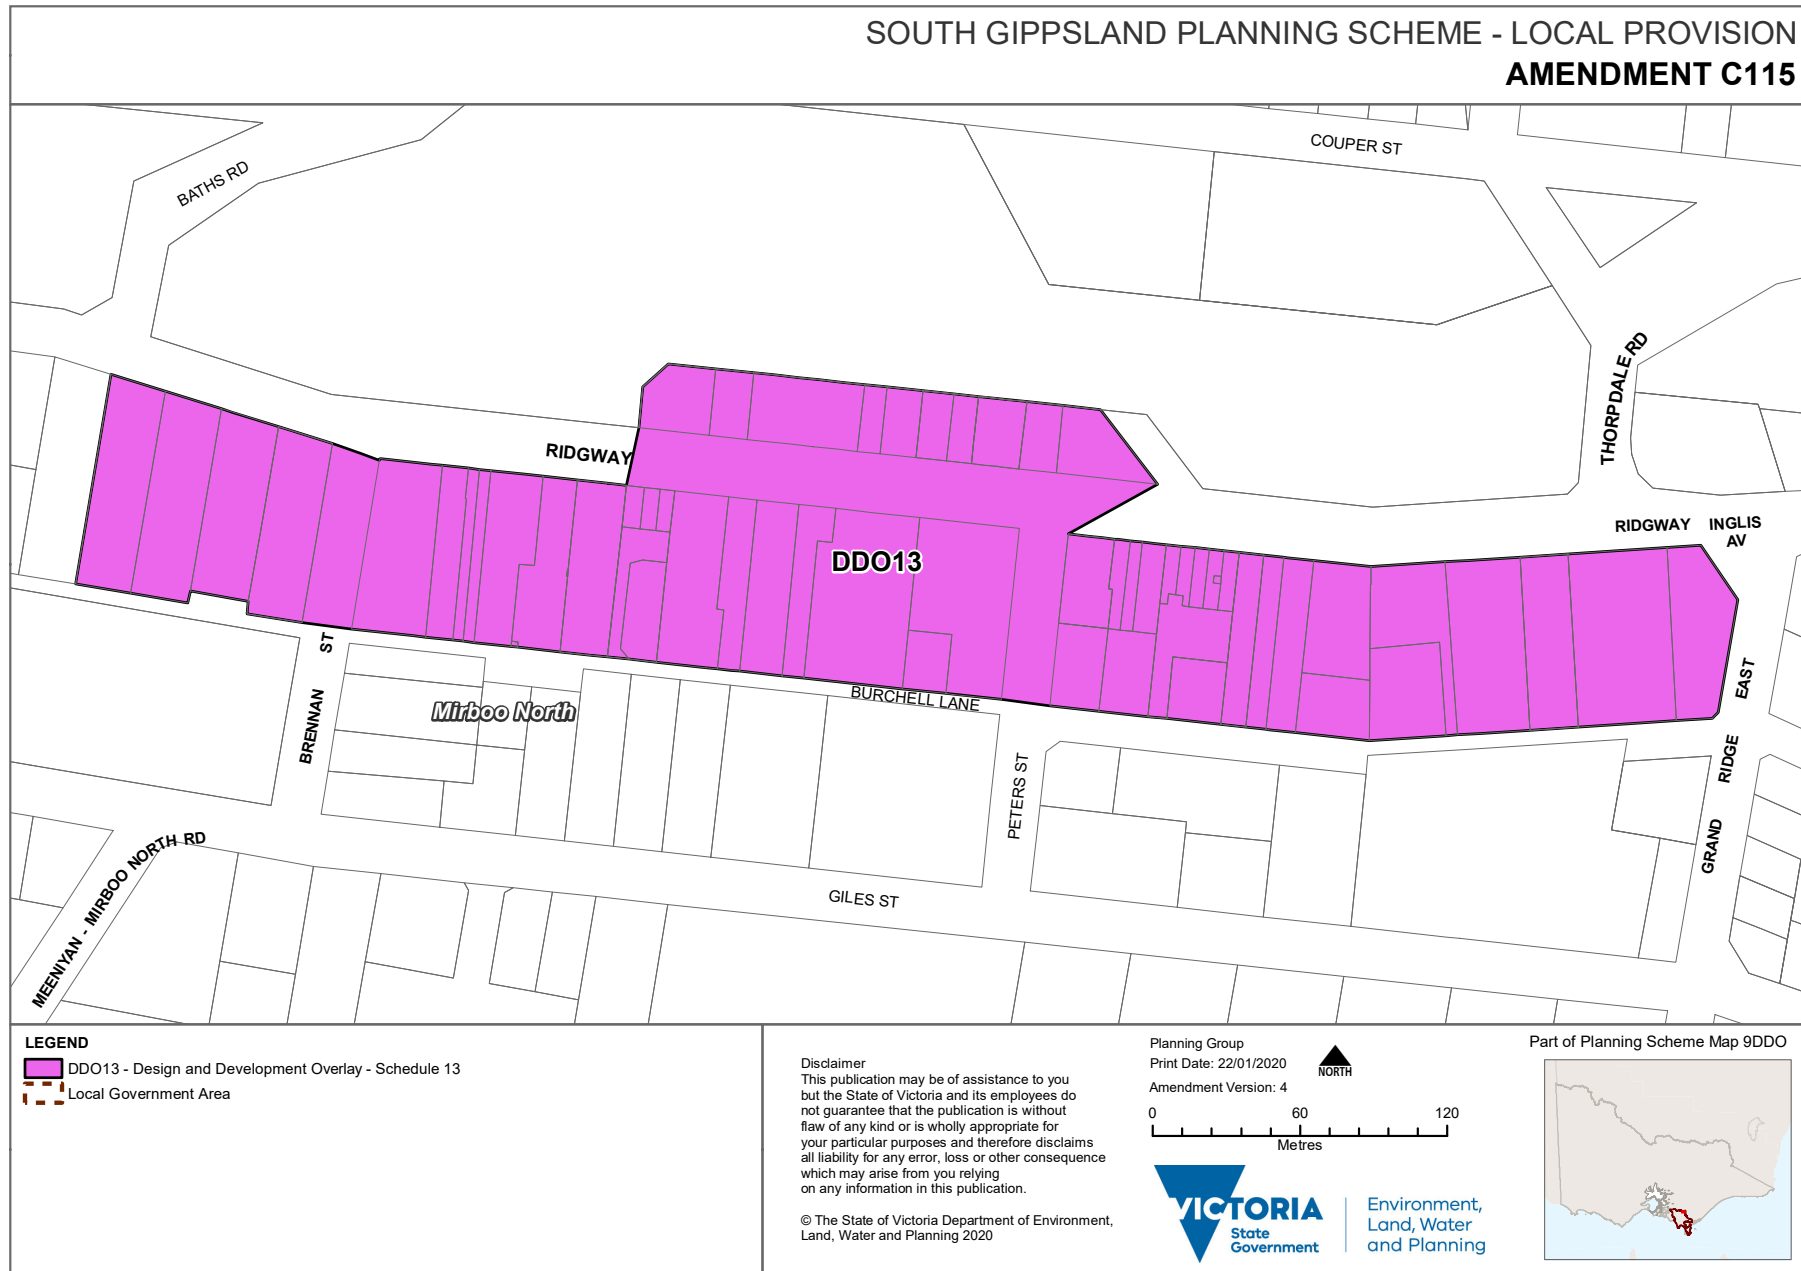 SOUTH GIPPSLAND PLANNING SCHEME - LOCAL PROVISION
AMENDMENT C115
COUPER ST
BATHS RD
THORPDALE RD
RIDGWAY
RIDGWAY
INGLIS
AV
DDO13
EAST
BRENNAN
ST
Mirboo North
BURCHELL LANE
PETERS ST
RIDGE
GRAND
MEENIYAN - MIRBOO NORTH RD
GILES ST
LEGEND
DDO13 - Design and Development Overlay - Schedule 13
Local Government Area
Disclaimer
This publication may be of assistance to you
but the State of Victoria and its employees do
not guarantee that the publication is without
flaw of any kind or is wholly appropriate for
your particular purposes and therefore disclaims
all liability for any error, loss or other consequence
which may arise from you relying
on any information in this publication.
© The State of Victoria Department of Environment,
Land, Water and Planning 2020
Planning Group
Print Date: 22/01/2020
Amendment Version: 4
NORTH
0 60 120
Metres
VICTORIA
State
Government
Environment,
Land, Water
and Planning
Part of Planning Scheme Map 9DDO